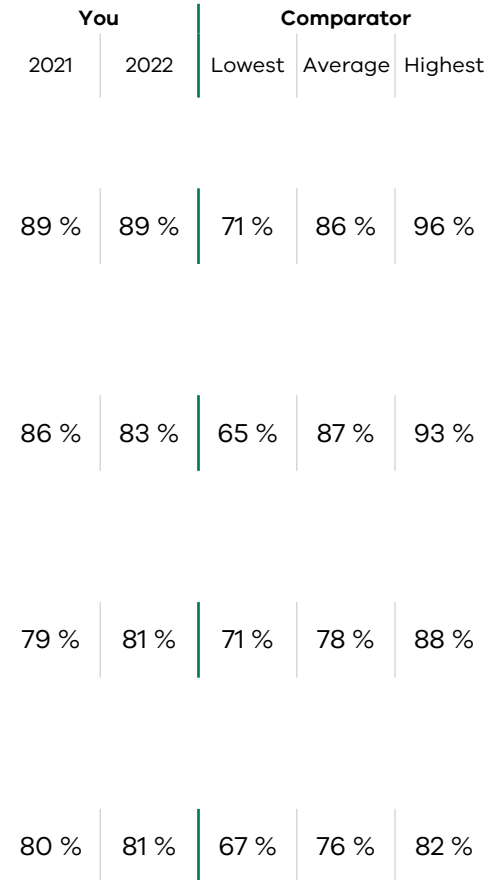 You Comparator
2021 2022 Lowest Average Highest
89 % 89 % 71 % 86 % 96 %
86 % 83 % 65 % 87 % 93 %
79 % 81 % 71 % 78 % 88 %
80 % 81 % 67 % 76 % 82 %